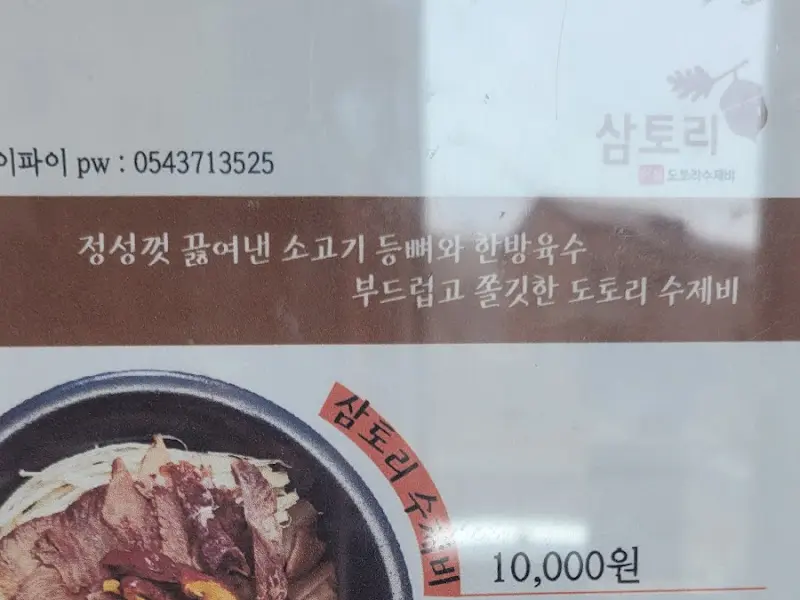 삼토리
도토리수제비
이파이 pw : 0543713525
정성껏 끓여낸 소고기 등뼈와 한방육수
부드럽고 쫄깃한 도토리 수제비
삼토리 수제비
10,000원